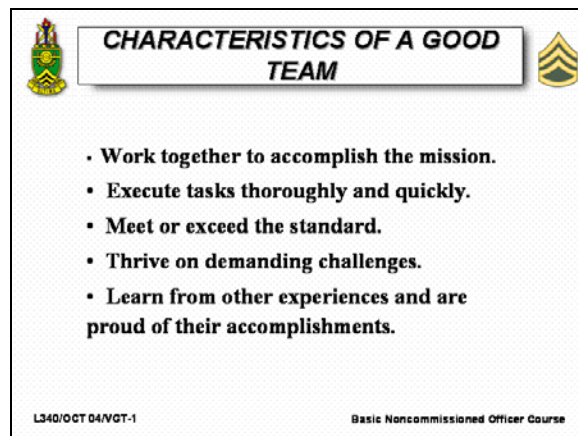 CHARACTERISTICS OF A GOOD
TEAM
• Work together to accomplish the mission.
• Execute tasks thoroughly and quickly.
• Meet or exceed the standard.
• Thrive on demanding challenges.
• Learn from other experiences and are
proud of their accomplishments.
L340/OCT 04/VGT-1
Basic Noncommissioned Officer Course